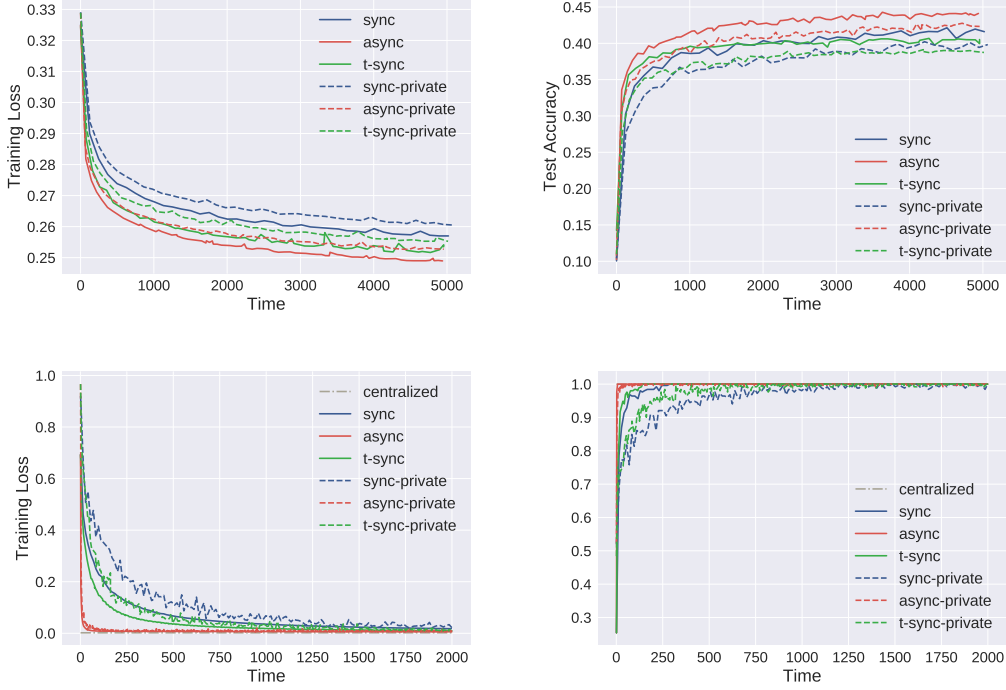 0.33
0.32
0.31
0.30
0.29
0.28
0.27
0.26
0.25
Training Loss
0 1000 2000 3000 4000 5000
Time
sync
async
t-sync
sync-private
async-private
t-sync-private
0.45
0.40
0.35
0.30
0.25
0.20
0.15
0.10
Test Accuracy
0 1000 2000 3000 4000 5000
Time
sync
async
t-sync
sync-private
async-private
t-sync-private
1.0
0.8
0.6
0.4
0.2
0.0
Training Loss
0 250 500 750 1000 1250 1500 1750 2000
Time
centralized
sync
async
t-sync
sync-private
async-private
t-sync-private
1.0
0.9
0.8
0.7
0.6
0.5
0.4
0.3
0 250 500 750 1000 1250 1500 1750 2000
Time
centralized
sync
async
t-sync
sync-private
async-private
t-sync-private